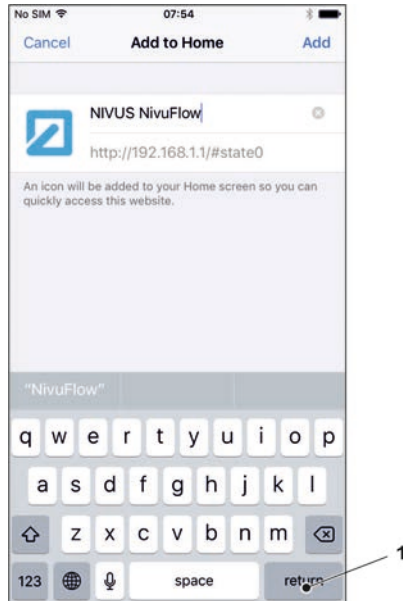 No SIM 07:54
Cancel Add to Home Add
NIVUS NivuFlow
http://192.168.1.1/#state0
An icon will be added to your Home screen so you can
quickly access this website.
"NivuFlow"
q w e r t y u i o p
a s d f g h j k l
z x c v b n m
123 space return
1